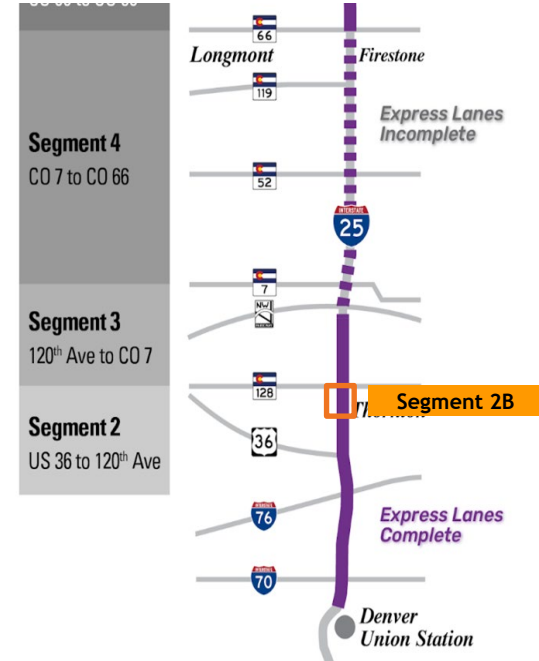 66
Longmont
Firestone
119
Express Lanes
Incomplete
Segment 4
CO 7 to CO 66
52
INTERSTATE
25
7
NW
Segment 3
120th Ave to CO 7
128
Segment 2B
Segment 2
US 36 to 120th Ave
36
76
Express Lanes
Complete
70
Denver
Union Station